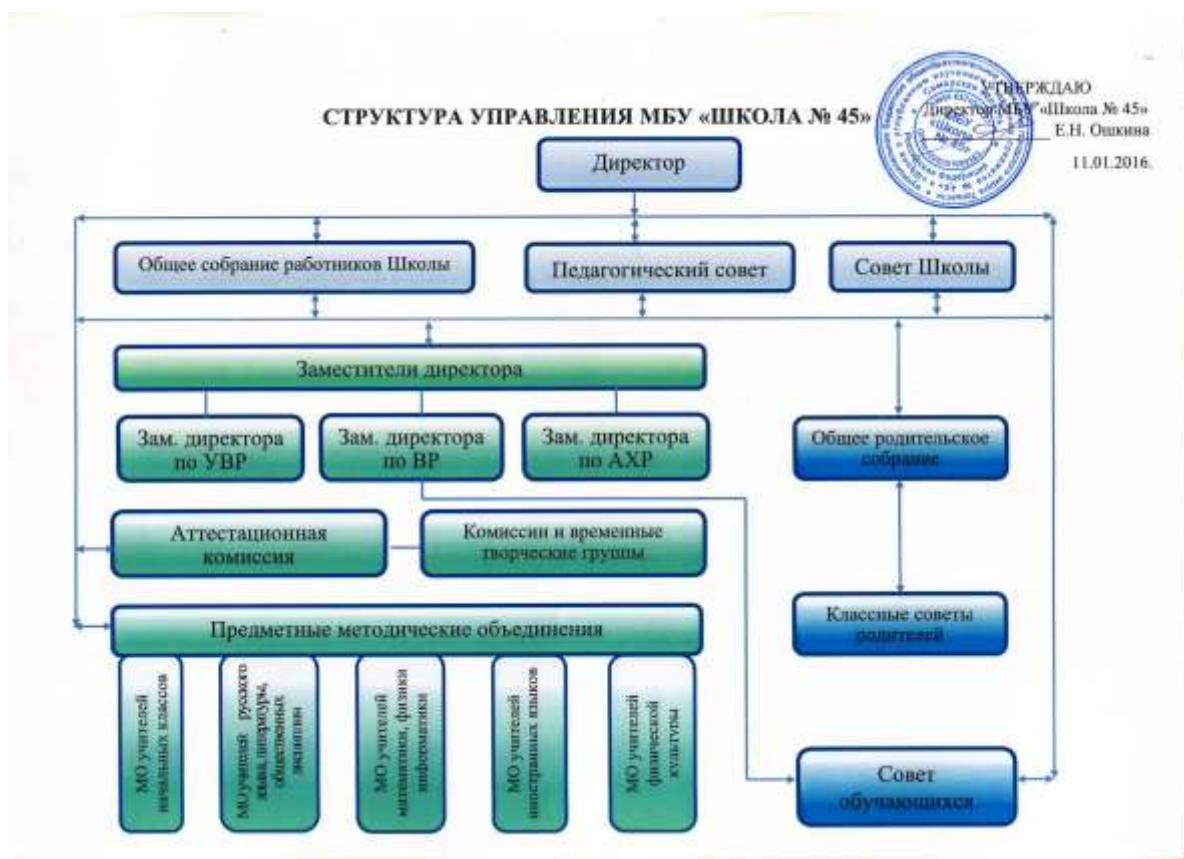 УТВЕРЖДАЮ
СТРУКТУРА УПРАВЛЕНИЯ МБУ «ШКОЛА № 45»
Директор МБУ «Школа № 45»
Е.Н. Ошкина
11.01.2016.
Директор
Общее собрание работников Школы
Педагогический совет
Совет Школы
Заместители директора
Зам. директора
по УВР
Зам. директора
по ВР
Зам. директора
по АХР
Общее родительское
собрание
Аттестационная
комиссия
Комиссии и временные
творческие группы
Классные советы
родителей
Предметные методические объединения
МО учителей
начальных классов
МО учителей русского
языка, литературы,
общественных
дисциплин
МО учителей
математики, физики
информатики
МО учителей
иностранных языков
МО учителей
физической
культуры
Совет
обучающихся